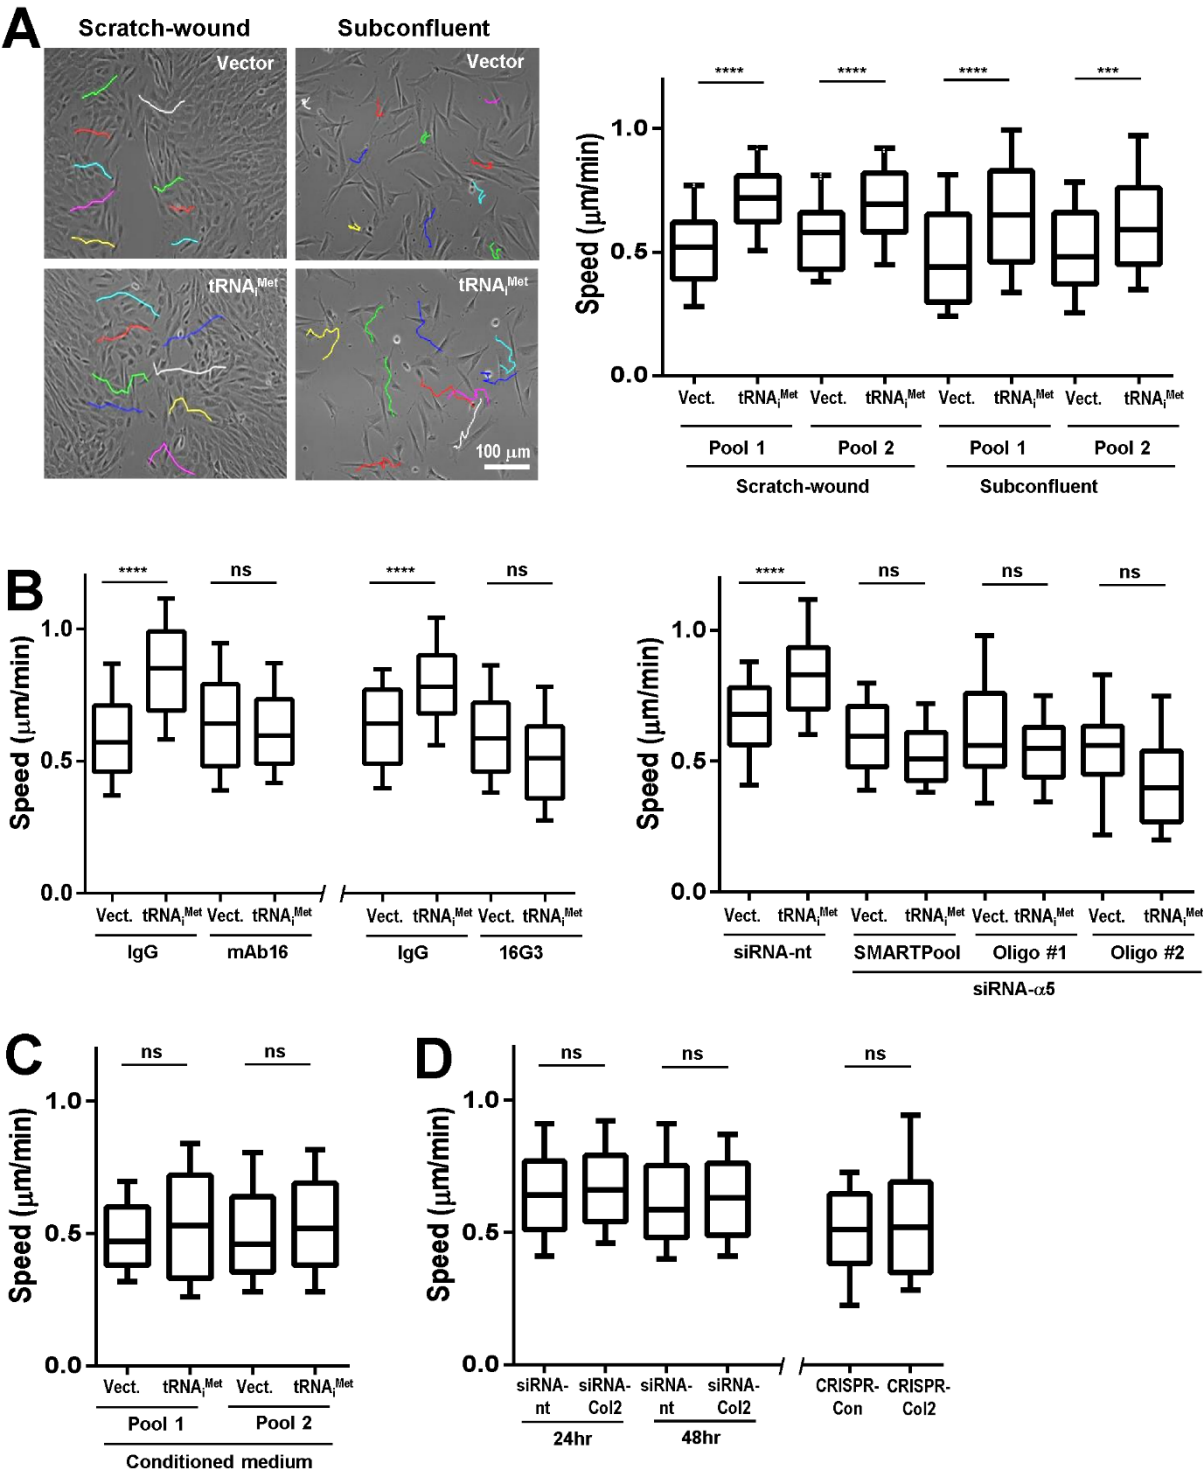 A
Scratch-wound
Subconfluent
Vector
Vector
tRNAiMet
tRNAiMet
100 μm
Speed (μm/min)
1.0
0.5
0.0
****
****
****
***
Vect. tRNAiMet Vect. tRNAiMet Vect. tRNAiMet Vect. tRNAiMet
Pool 1 Pool 2 Pool 1 Pool 2
Scratch-wound Subconfluent
B
Speed (μm/min)
1.0
0.5
0.0
**** ns **** ns
Vect. tRNAiMet Vect. tRNAiMet Vect. tRNAiMet Vect. tRNAiMet
IgG mAb16 IgG 16G3
Speed (μm/min)
1.0
0.5
0.0
**** ns ns ns
Vect. tRNAiMet Vect. tRNAiMet Vect. tRNAiMet Vect. tRNAiMet
siRNA-nt SMARTPool Oligo #1 Oligo #2
siRNA-α5
C
Speed (μm/min)
1.0
0.5
0.0
ns ns
Vect. tRNAiMet Vect. tRNAiMet
Pool 1 Pool 2
Conditioned medium
D
Speed (μm/min)
1.0
0.5
0.0
ns ns ns
siRNA- siRNA- siRNA- siRNA- CRISPR- CRISPR-
nt Col2 nt Col2 Con Col2
24hr 48hr